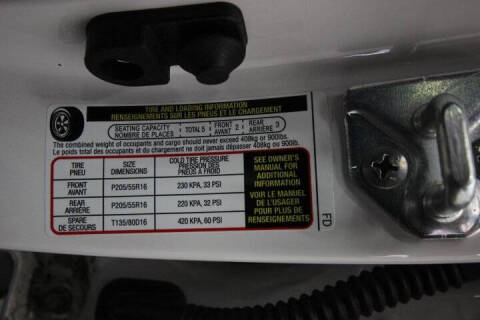 TIRE AND LOADING INFORMATION
RENSEIGNEMENTS SUR LES PNEUS ET LE CHARGEMENT
SEATING CAPACITY TOTAL 5 FRONT 2 REAR 3
NOMBRE DE PLACES AVANT ARRIÈRE
The combined weight of occupants and cargo should never exceed 408kg or 900lbs.
Le poids total des occupants et du chargement ne doit jamais dépasser 408kg ou 900lbs.
TIRE SIZE COLD TIRE PRESSURE
PNEU DIMENSIONS PRESSION DES
PNEUS À FROID
FRONT P205/55R16 230 KPA, 33 PSI
AVANT
REAR P205/55R16 220 KPA, 32 PSI
ARRIÈRE
SPARE T135/80D16 420 KPA, 60 PSI
DE SECOURS
SEE OWNER'S
MANUAL FOR
ADDITIONAL
INFORMATION
VOIR LE MANUEL
DE L'USAGER
POUR PLUS DE
RENSEIGNEMENTS
FD